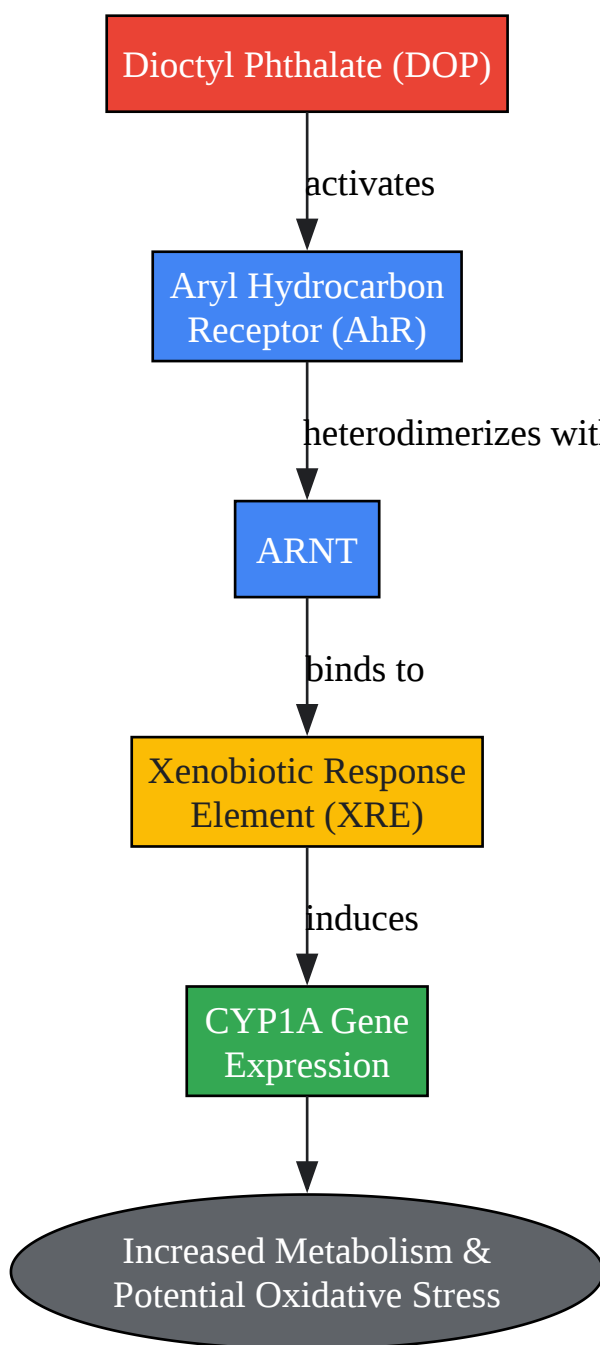 Dioctyl Phthalate (DOP)
activates
Aryl Hydrocarbon
Receptor (AhR)
heterodimerizes with
ARNT
binds to
Xenobiotic Response
Element (XRE)
induces
CYP1A Gene
Expression
Increased Metabolism &
Potential Oxidative Stress